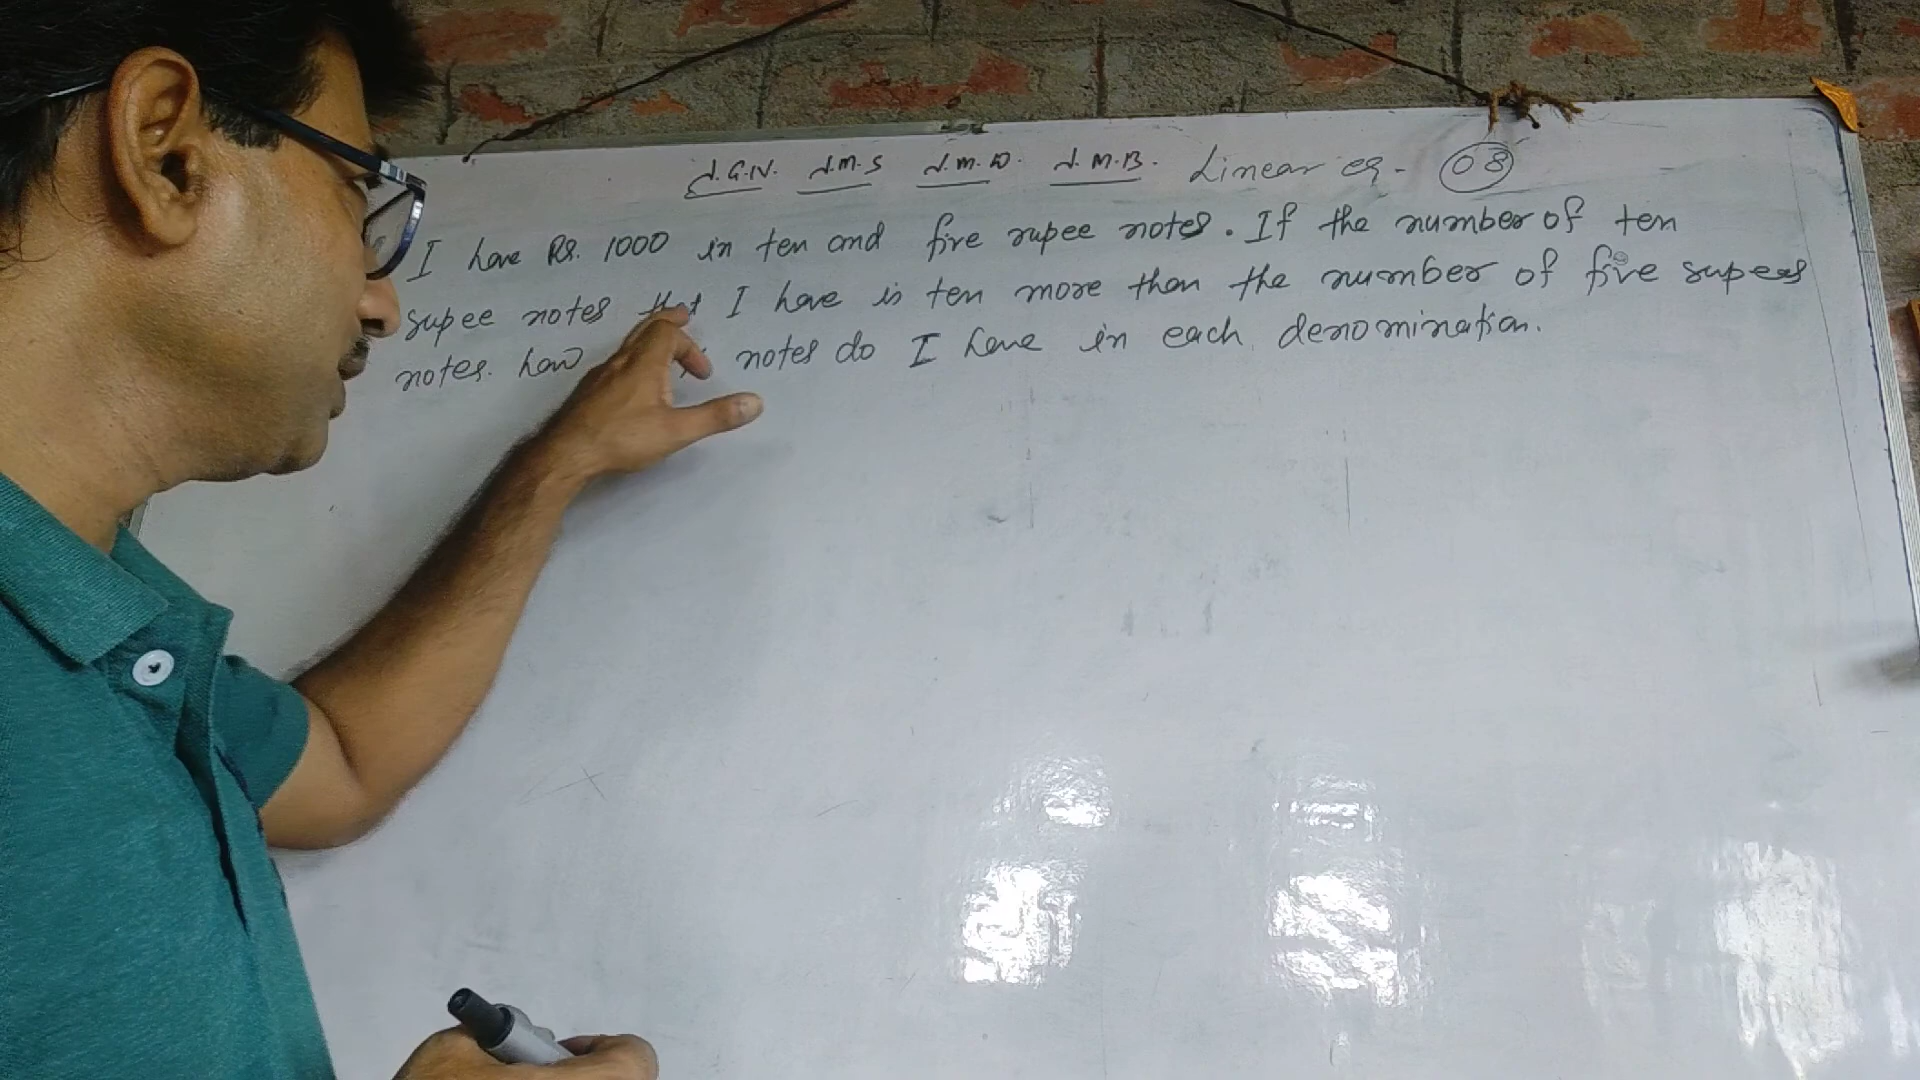 J.G.N. J.M.S J.M.D. J.M.B. Linear eq - 08
I have Rs. 1000 in ten and five rupee notes. If the number of ten
rupee notes that I have is ten more than the number of five rupees
notes. how notes do I have in each denomination.